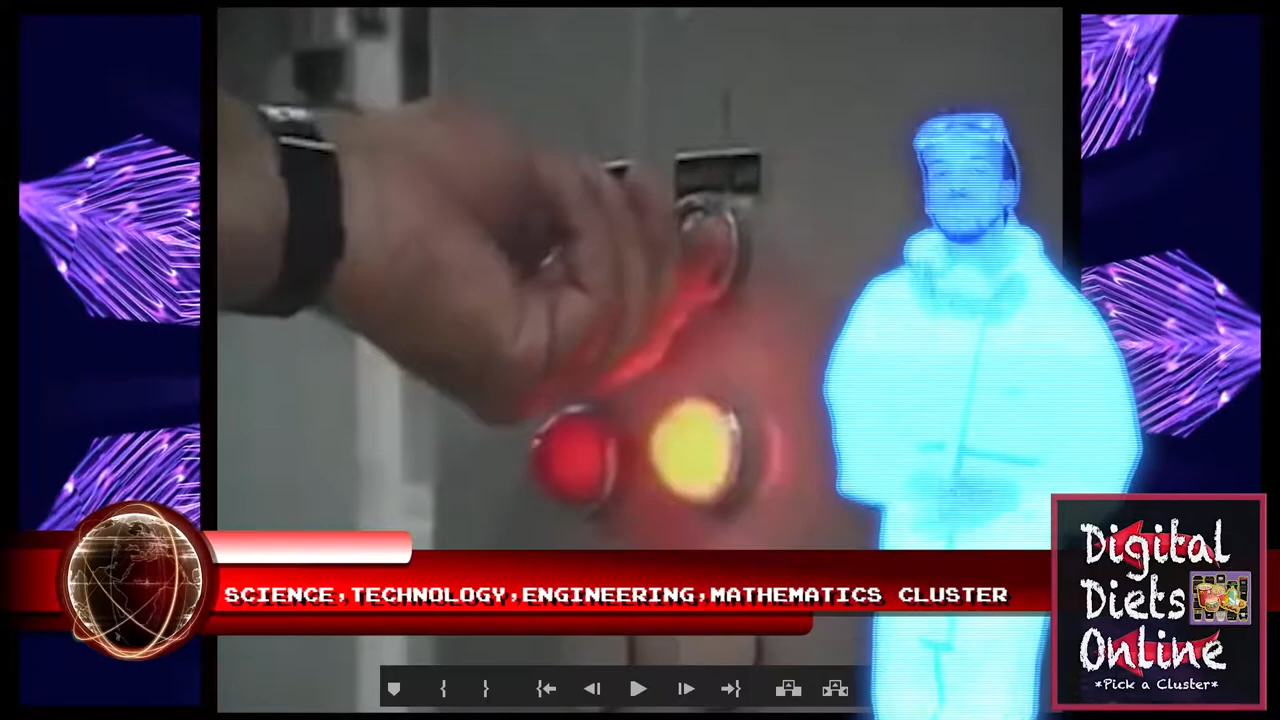 SCIENCE,TECHNOLOGY,ENGINEERING,MATHEMATICS CLUSTER
Digital
Diets
Online
*Pick a Cluster*